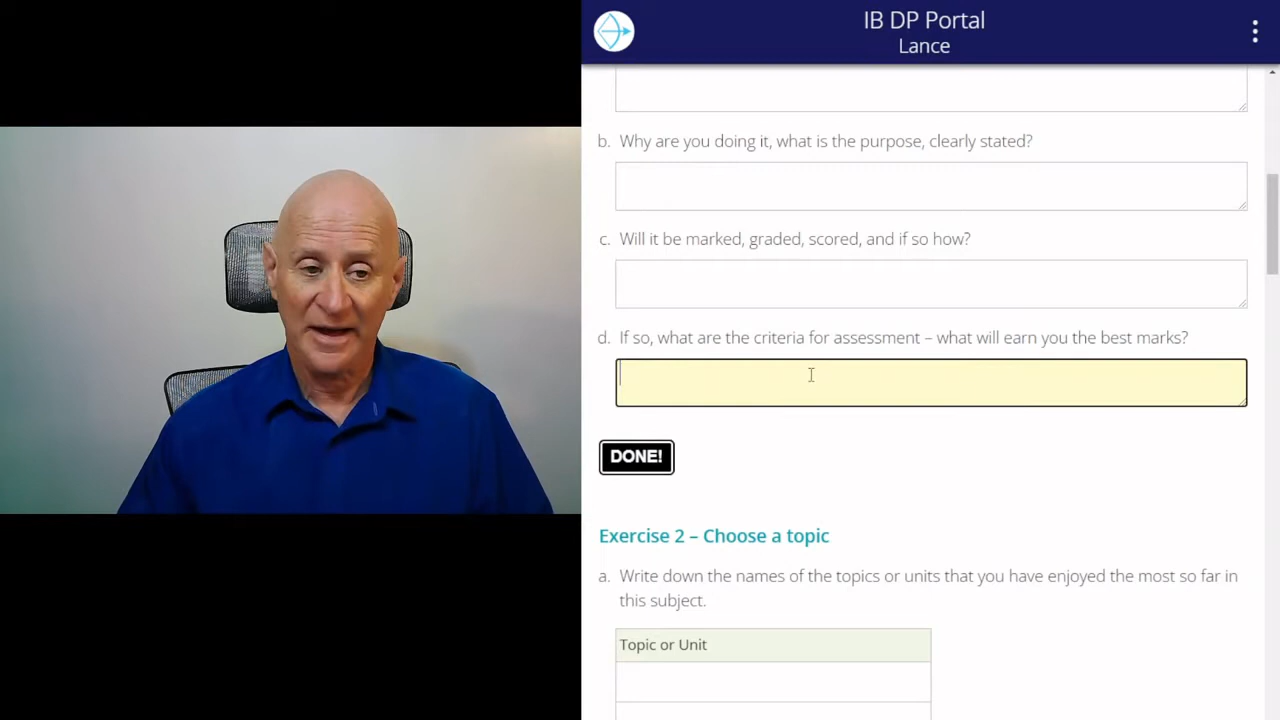 IB DP Portal
Lance
b. Why are you doing it, what is the purpose, clearly stated?
c. Will it be marked, graded, scored, and if so how?
d. If so, what are the criteria for assessment – what will earn you the best marks?
DONE!
Exercise 2 – Choose a topic
a. Write down the names of the topics or units that you have enjoyed the most so far in
this subject.
Topic or Unit